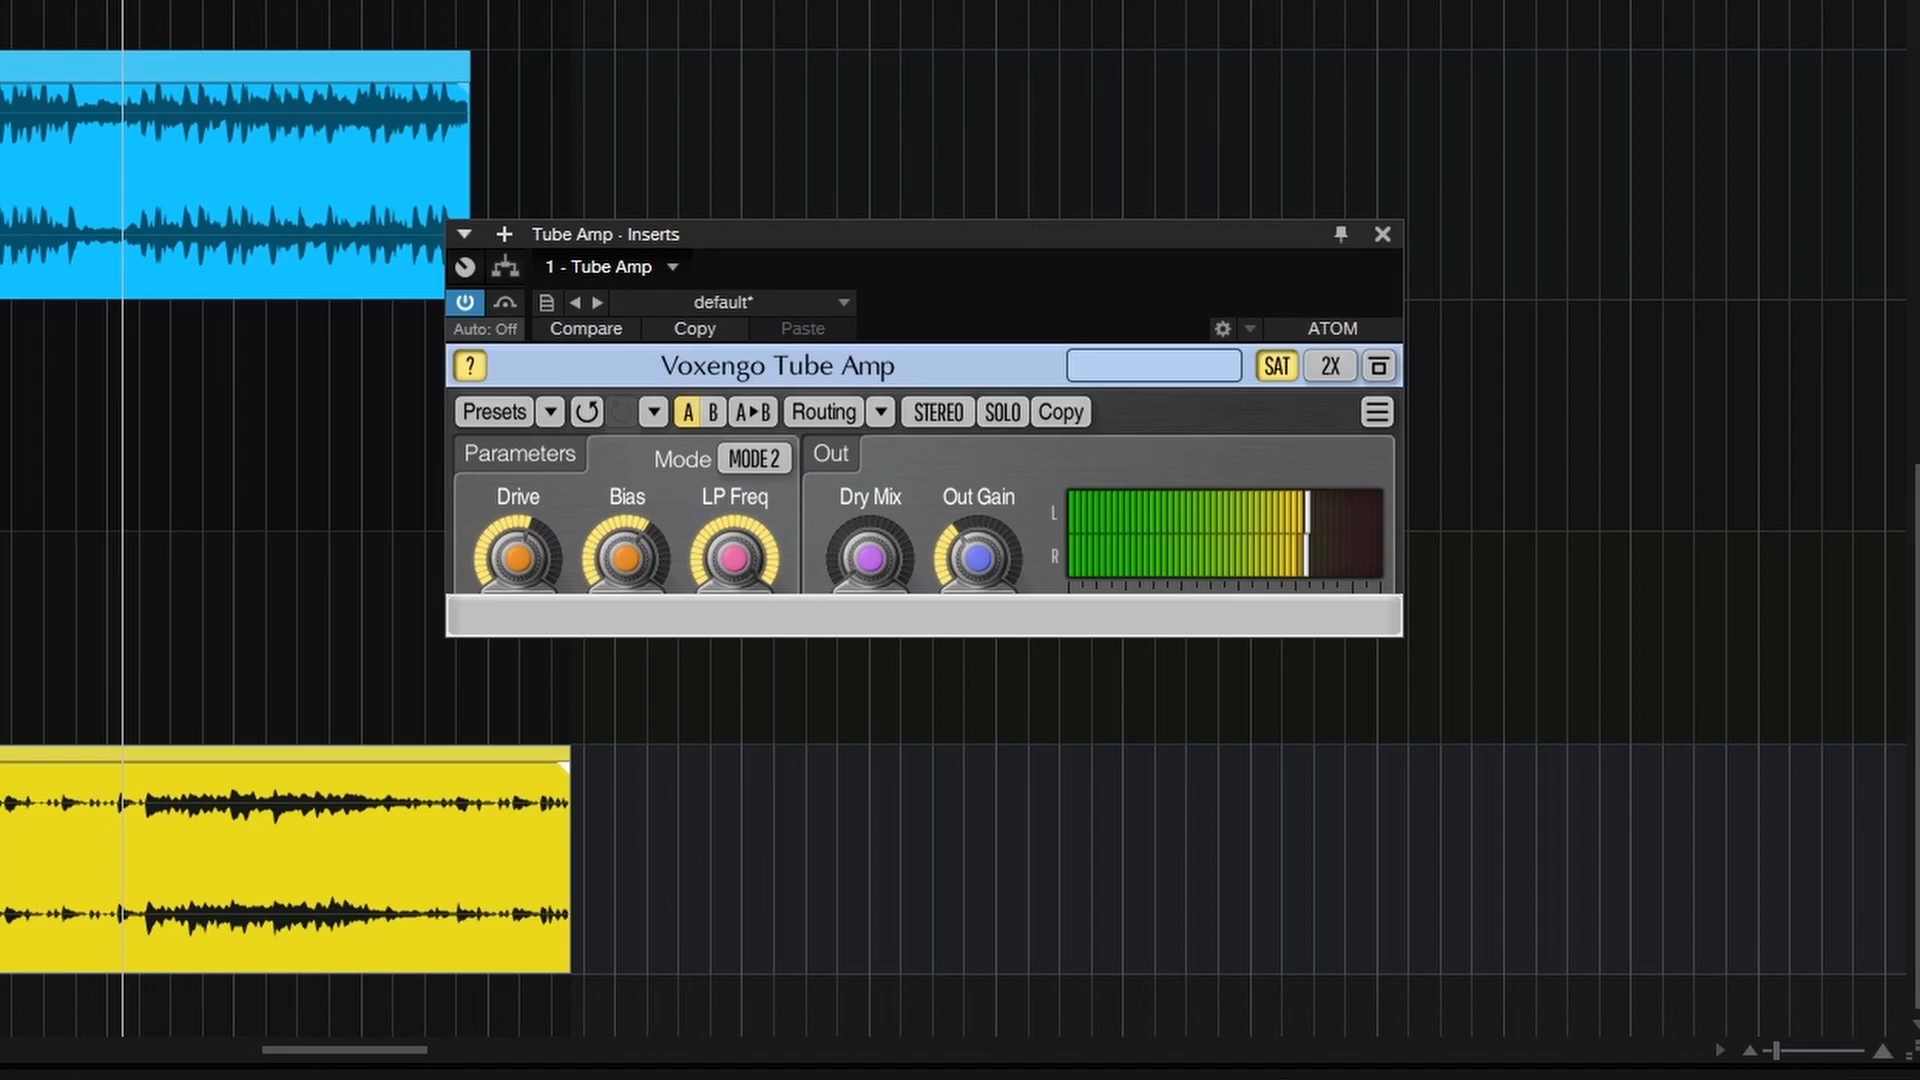 Tube Amp - Inserts
1 - Tube Amp
default*
Auto: Off Compare Copy Paste ATOM
? Voxengo Tube Amp SAT 2X
Presets A B A▸B Routing STEREO SOLO Copy
Parameters Mode MODE 2 Out
Drive Bias LP Freq Dry Mix Out Gain
L
R